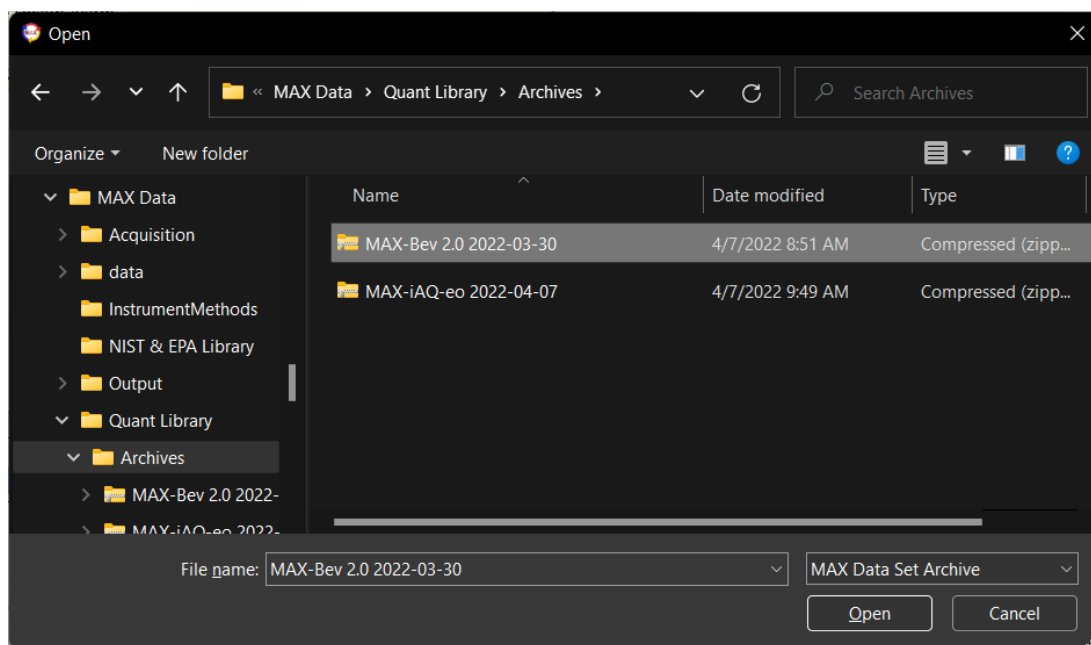 Open
« MAX Data > Quant Library > Archives >
Search Archives
Organize
New folder
Name
Date modified
Type
MAX Data
Acquisition
data
InstrumentMethods
NIST & EPA Library
Output
Quant Library
Archives
MAX-Bev 2.0 2022-
MAX-iAQ-eo 2022-
MAX-Bev 2.0 2022-03-30 4/7/2022 8:51 AM Compressed (zipp...
MAX-iAQ-eo 2022-04-07 4/7/2022 9:49 AM Compressed (zipp...
File name: MAX-Bev 2.0 2022-03-30
MAX Data Set Archive
Open
Cancel